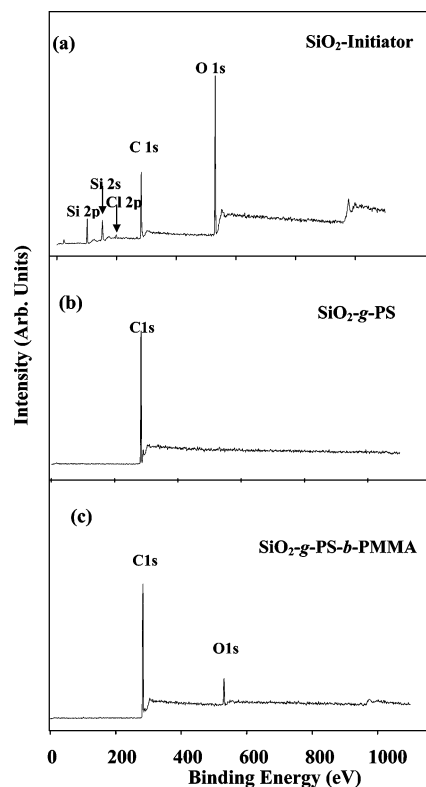 (a)
SiO2-Initiator
O 1s
C 1s
Si 2s
Cl 2p
Si 2p
(b)
SiO2-g-PS
C1s
(c)
SiO2-g-PS-b-PMMA
C1s
O1s
Intensity (Arb. Units)
0 200 400 600 800 1000
Binding Energy (eV)